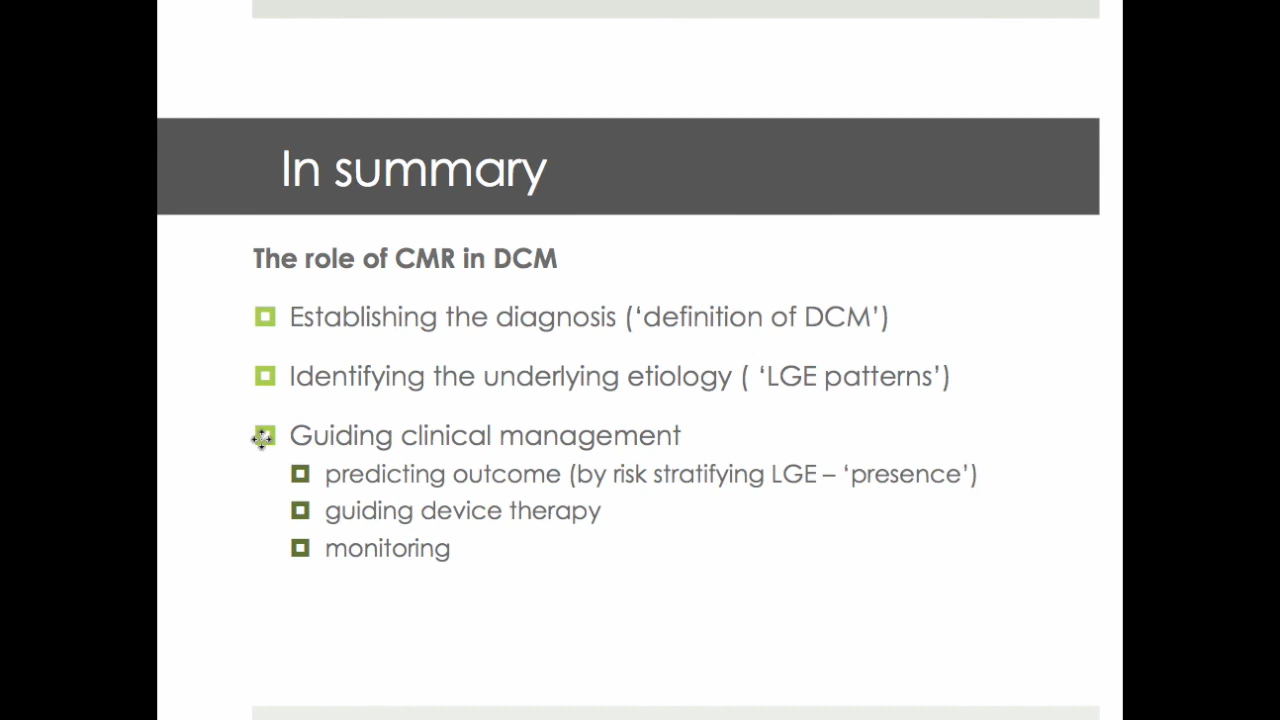 In summary
The role of CMR in DCM
Establishing the diagnosis (‘definition of DCM’)
Identifying the underlying etiology ( ‘LGE patterns’)
Guiding clinical management
predicting outcome (by risk stratifying LGE – ‘presence’)
guiding device therapy
monitoring